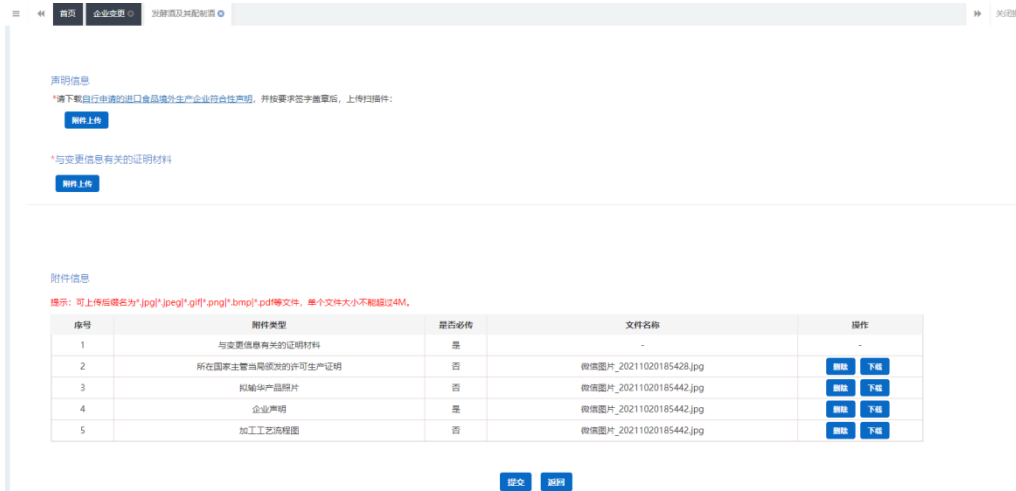 首页 企业变更 发酵酒及其配制酒
声明信息
*请下载自行申请的进口食品境外生产企业符合性声明，并按要求签字盖章后，上传扫描件：
附件上传
*与变更信息有关的证明材料
附件上传
附件信息
提示：可上传后缀名为*.jpg|*.jpeg|*.gif|*.png|*.bmp|*.pdf等文件，单个文件大小不能超过4M。
序号 附件类型 是否必传 文件名称 操作
1 与变更信息有关的证明材料 是 - -
2 所在国家主管当局颁发的许可生产证明 否 微信图片_20211020185428.jpg 删除 下载
3 拟输华产品照片 否 微信图片_20211020185442.jpg 删除 下载
4 企业声明 是 微信图片_20211020185442.jpg 删除 下载
5 加工工艺流程图 否 微信图片_20211020185442.jpg 删除 下载
提交 返回